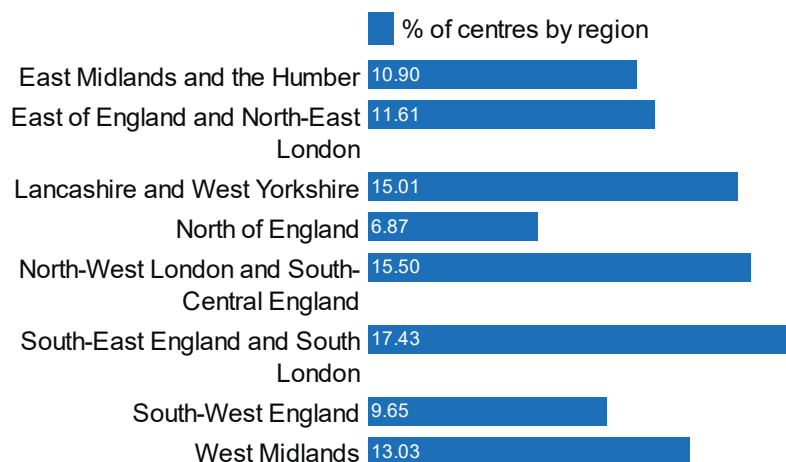 % of centres by region
East Midlands and the Humber 10.90
East of England and North-East 11.61
London
Lancashire and West Yorkshire 15.01
North of England 6.87
North-West London and South- 15.50
Central England
South-East England and South 17.43
London
South-West England 9.65
West Midlands 13.03